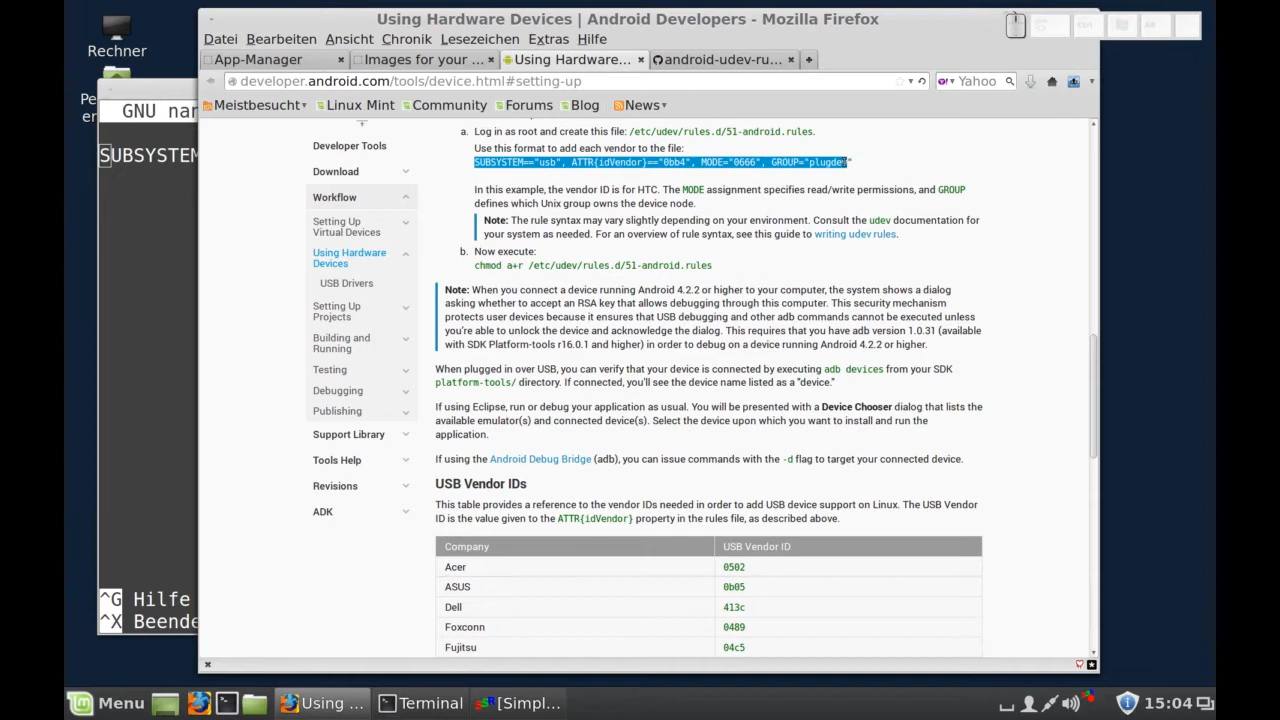 Rechner
GNU nan
SUBSYSTEM
^G Hilfe
^X Beende
Using Hardware Devices | Android Developers - Mozilla Firefox
Datei Bearbeiten Ansicht Chronik Lesezeichen Extras Hilfe
App-Manager
Images for your ...
Using Hardware...
android-udev-ru...
developer.android.com/tools/device.html#setting-up
Yahoo
Meistbesucht Linux Mint Community Forums Blog News
Developer Tools
Download
Workflow
Setting Up
Virtual Devices
Using Hardware
Devices
USB Drivers
Setting Up
Projects
Building and
Running
Testing
Debugging
Publishing
Support Library
Tools Help
Revisions
ADK
a. Log in as root and create this file: /etc/udev/rules.d/51-android.rules.
Use this format to add each vendor to the file:
SUBSYSTEM=="usb", ATTR{idVendor}=="0bb4", MODE="0666", GROUP="plugdev"
In this example, the vendor ID is for HTC. The MODE assignment specifies read/write permissions, and GROUP
defines which Unix group owns the device node.
Note: The rule syntax may vary slightly depending on your environment. Consult the udev documentation for
your system as needed. For an overview of rule syntax, see this guide to writing udev rules.
b. Now execute:
chmod a+r /etc/udev/rules.d/51-android.rules
Note: When you connect a device running Android 4.2.2 or higher to your computer, the system shows a dialog
asking whether to accept an RSA key that allows debugging through this computer. This security mechanism
protects user devices because it ensures that USB debugging and other adb commands cannot be executed unless
you're able to unlock the device and acknowledge the dialog. This requires that you have adb version 1.0.31 (available
with SDK Platform-tools r16.0.1 and higher) in order to debug on a device running Android 4.2.2 or higher.
When plugged in over USB, you can verify that your device is connected by executing adb devices from your SDK
platform-tools/ directory. If connected, you'll see the device name listed as a "device."
If using Eclipse, run or debug your application as usual. You will be presented with a Device Chooser dialog that lists the
available emulator(s) and connected device(s). Select the device upon which you want to install and run the
application.
If using the Android Debug Bridge (adb), you can issue commands with the -d flag to target your connected device.
USB Vendor IDs
This table provides a reference to the vendor IDs needed in order to add USB device support on Linux. The USB Vendor
ID is the value given to the ATTR{idVendor} property in the rules file, as described above.
Company USB Vendor ID
Acer 0502
ASUS 0b05
Dell 413c
Foxconn 0489
Fujitsu 04c5
Menu Using ... Terminal [Simpl... 15:04